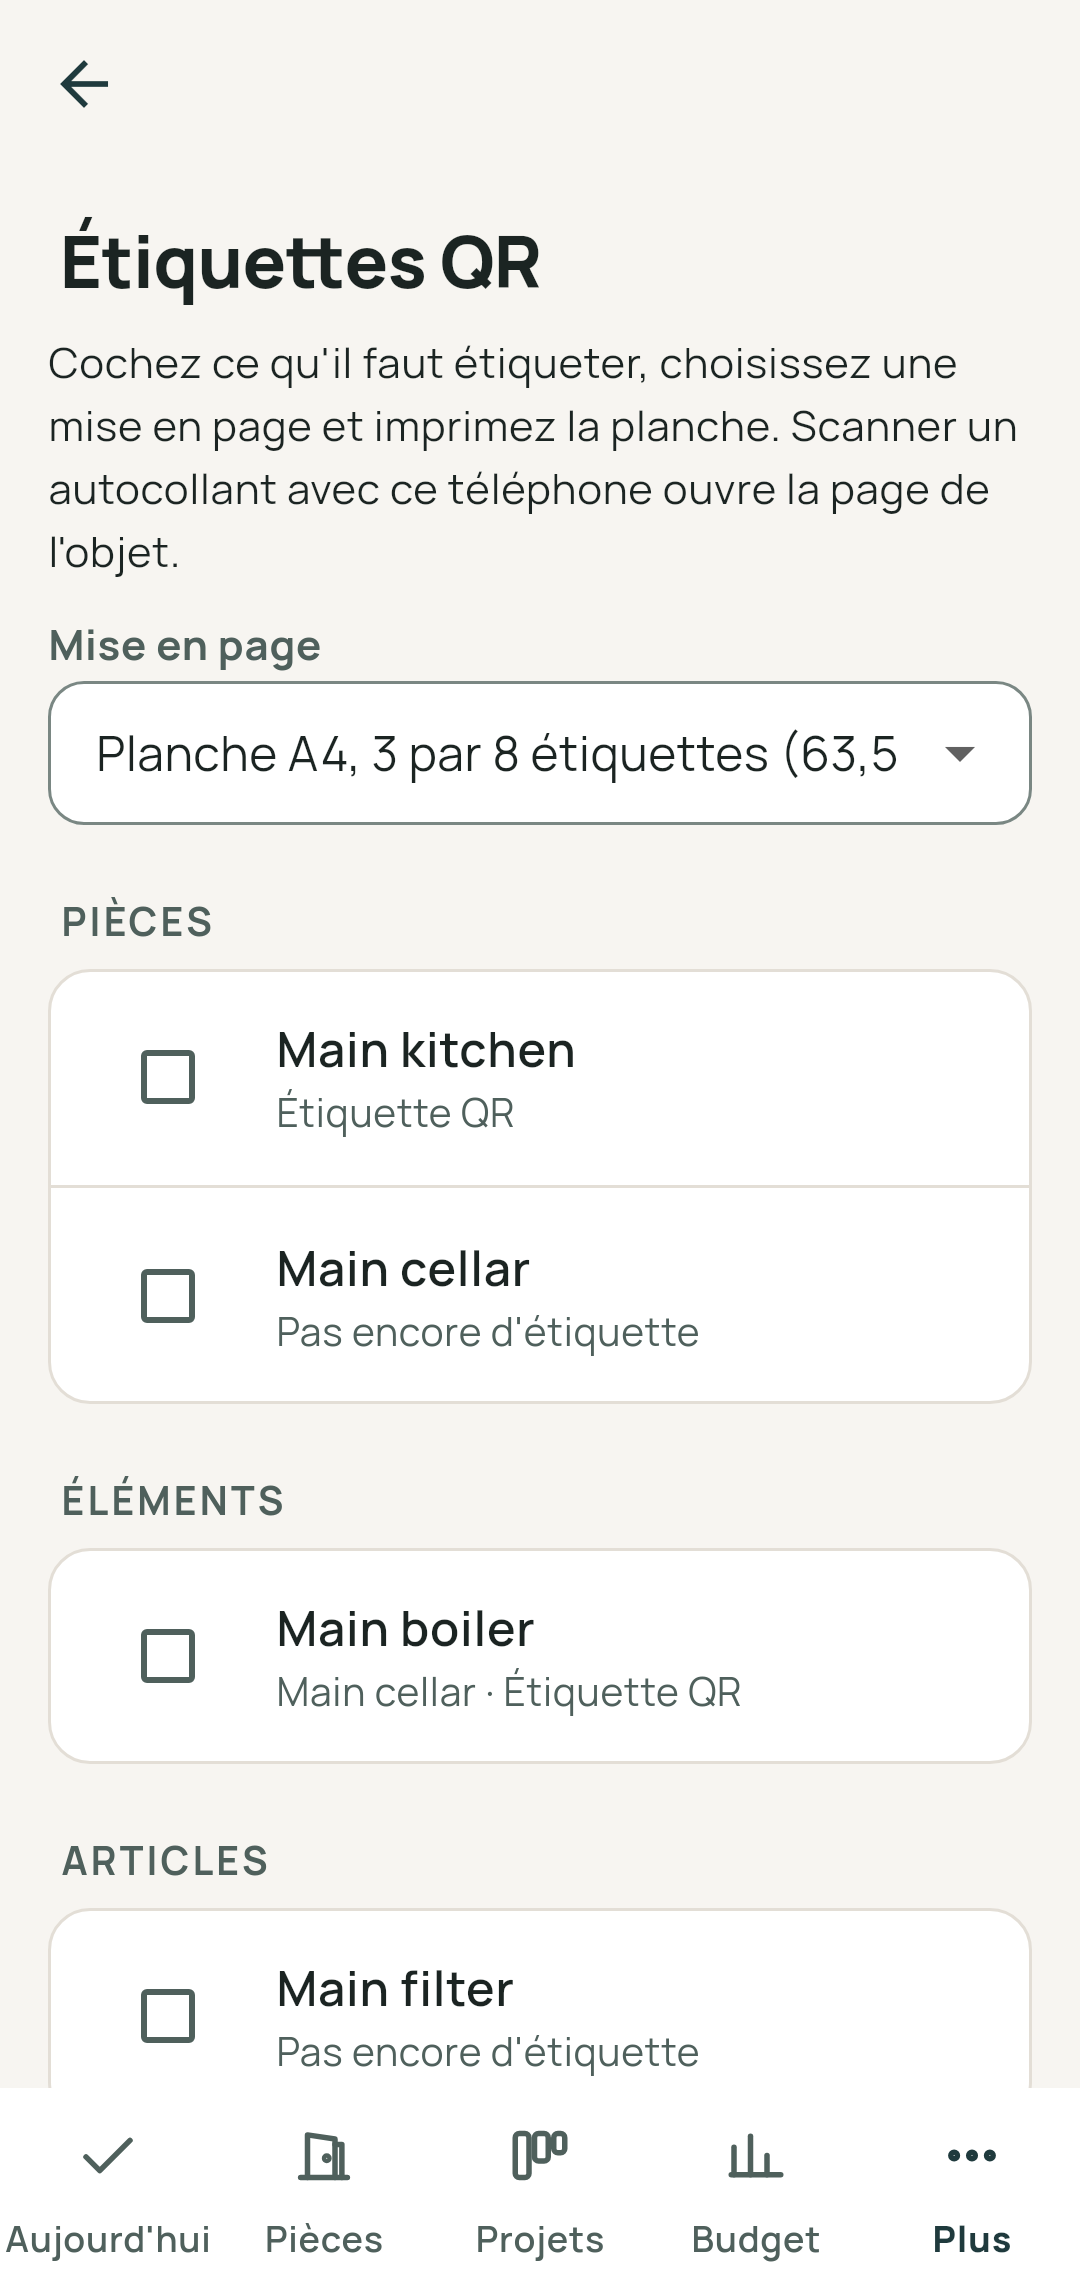 Étiquettes QR
Cochez ce qu'il faut étiqueter, choisissez une
mise en page et imprimez la planche. Scanner un
autocollant avec ce téléphone ouvre la page de
l'objet.
Mise en page
Planche A4, 3 par 8 étiquettes (63,5
PIÈCES
Main kitchen
Étiquette QR
Main cellar
Pas encore d'étiquette
ÉLÉMENTS
Main boiler
Main cellar · Étiquette QR
ARTICLES
Main filter
Pas encore d'étiquette
Aujourd'hui
Pièces
Projets
Budget
Plus